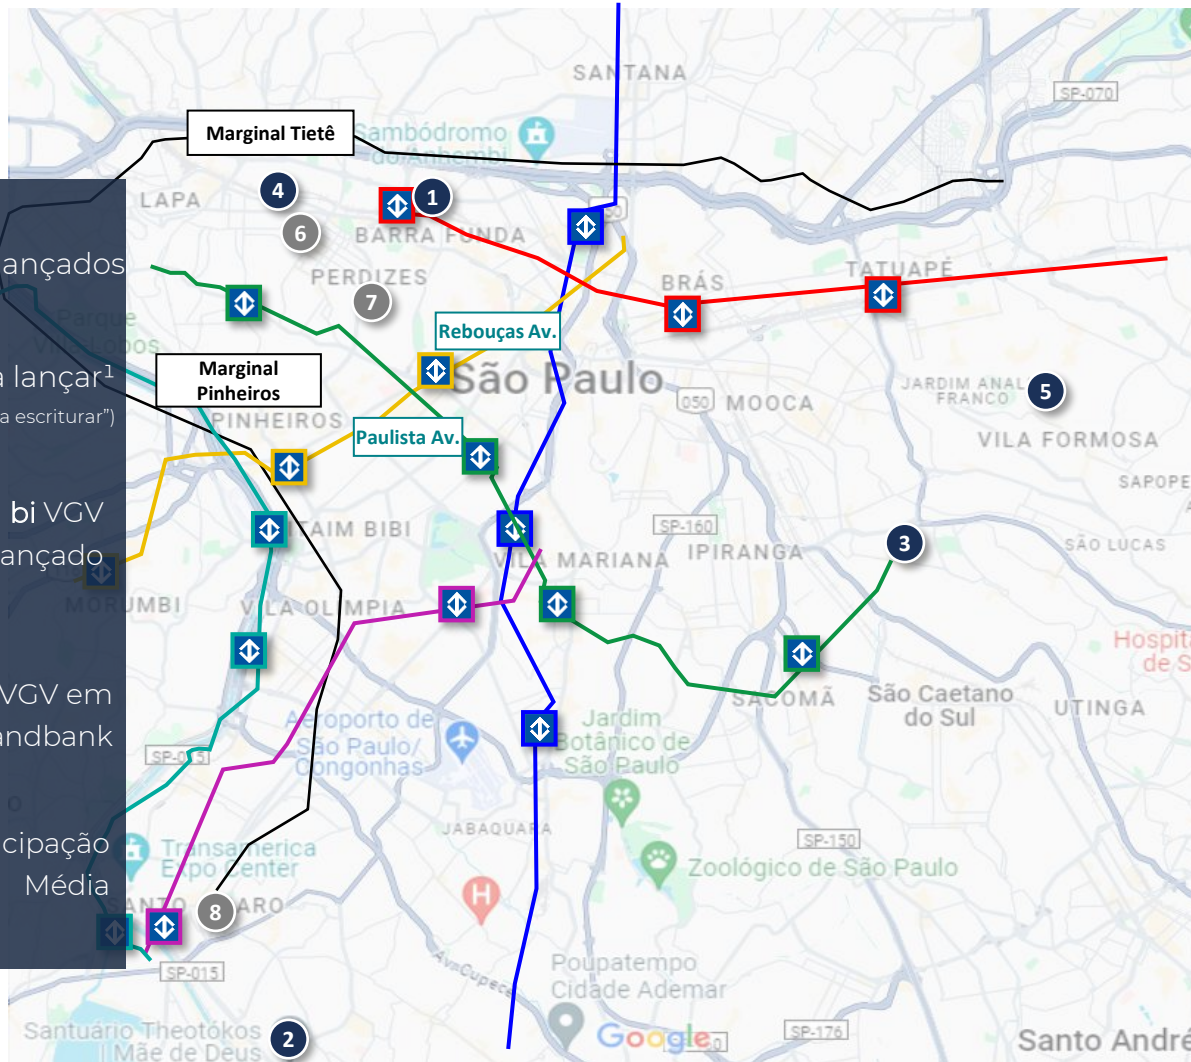 SANTANA
SP-070
Marginal Tietê
Sambódromo
do Anhembi
LAPA
4
1
6
BARRA FUNDA
PERDIZES
7
BRÁS
TATUAPÉ
Parque
Villa-Lobos
Rebouças Av.
Marginal
Pinheiros
São Paulo
JARDIM ANAL
FRANCO
5
050
MOOCA
PINHEIROS
Paulista Av.
VILA FORMOSA
SAPOPE
SP-160
ITAIM BIBI
VILA MARIANA
IPIRANGA
3
SÃO LUCAS
MORUMBI
VILA OLÍMPIA
Hospita
de S
SACOMÃ
São Caetano
do Sul
UTINGA
Aeroporto de
São Paulo/
Congonhas
Jardim
Botânico de
São Paulo
SP-015
JABAQUARA
SP-150
Transamerica
Expo Center
Zoológico de São Paulo
H
SANTO ARO
8
SP-015
Av. Cupecê
Poupatempo
Cidade Ademar
Google
SP-176
Santo André
Santuário Theotókos
| Mãe de Deus
2
ançados
a lançar¹
a escriturar”)
bi VGV
ançado
VGV em
andbank
cipação
Média